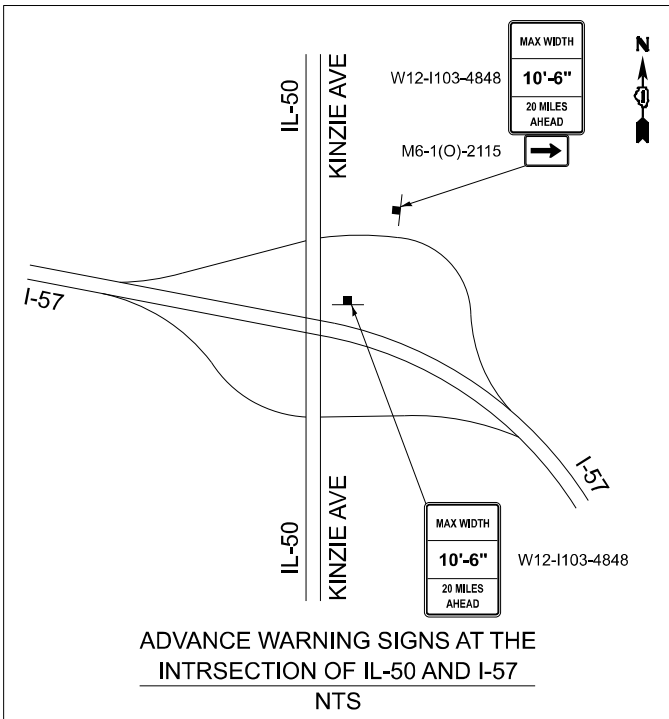 MAX WIDTH
10'-6"
20 MILES
AHEAD
W12-I103-4848
M6-1(O)-2115
N
IL-50
KINZIE AVE
I-57
I-57
IL-50
KINZIE AVE
MAX WIDTH
10'-6"
20 MILES
AHEAD
W12-I103-4848
ADVANCE WARNING SIGNS AT THE
INTRSECTION OF IL-50 AND I-57
NTS